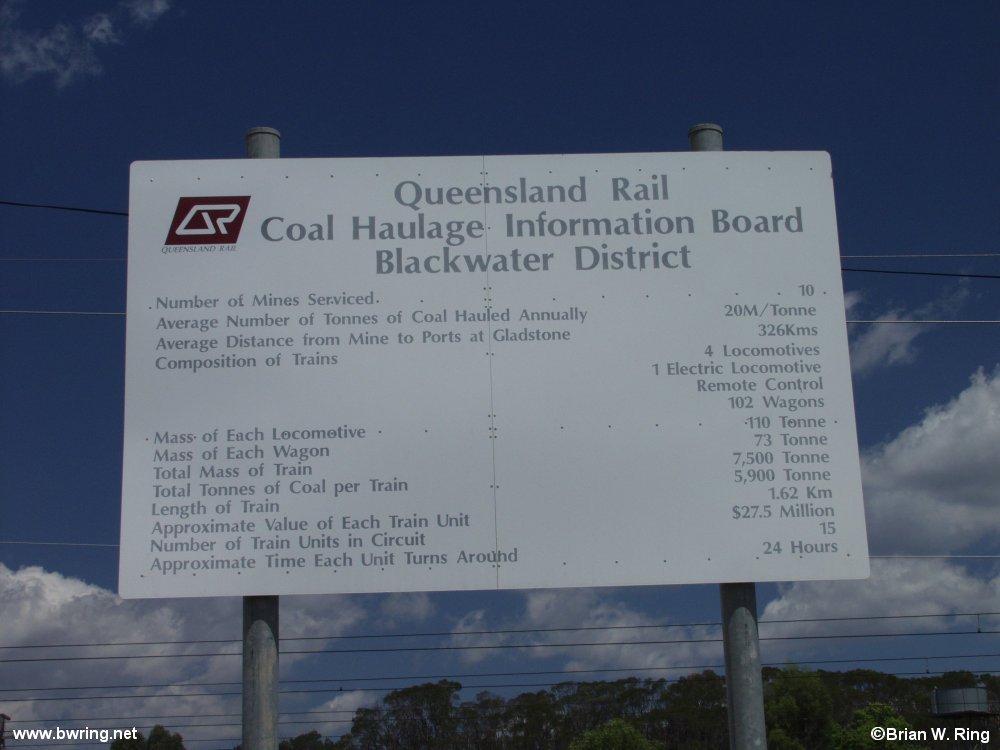 Queensland Rail
Coal Haulage Information Board
Blackwater District
QUEENSLAND RAIL
Number of Mines Serviced 10
Average Number of Tonnes of Coal Hauled Annually 20M/Tonne
Average Distance from Mine to Ports at Gladstone 326Kms
Composition of Trains 4 Locomotives
1 Electric Locomotive
Remote Control
102 Wagons
Mass of Each Locomotive 110 Tonne
Mass of Each Wagon 73 Tonne
Total Mass of Train 7,500 Tonne
Total Tonnes of Coal per Train 5,900 Tonne
Length of Train 1.62 Km
Approximate Value of Each Train Unit $27.5 Million
Number of Train Units in Circuit 15
Approximate Time Each Unit Turns Around 24 Hours
www.bwring.net ©Brian W. Ring